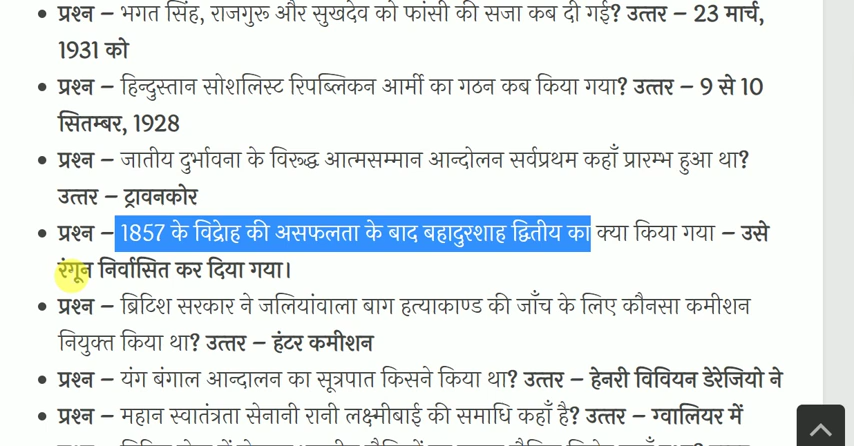 • प्रश्न – भगत सिंह, राजगुरू और सुखदेव को फांसी की सजा कब दी गई? उत्तर – 23 मार्च,
1931 को
• प्रश्न – हिन्दुस्तान सोशलिस्ट रिपब्लिकन आर्मी का गठन कब किया गया? उत्तर – 9 से 10
सितम्बर, 1928
• प्रश्न – जातीय दुर्भावना के विरूद्ध आत्मसम्मान आन्दोलन सर्वप्रथम कहाँ प्रारम्भ हुआ था?
उत्तर – ट्रावनकोर
• प्रश्न – 1857 के विद्रोह की असफलता के बाद बहादुरशाह द्वितीय का क्या किया गया – उसे
रंगून निर्वासित कर दिया गया।
• प्रश्न – ब्रिटिश सरकार ने जलियांवाला बाग हत्याकाण्ड की जाँच के लिए कौनसा कमीशन
नियुक्त किया था? उत्तर – हंटर कमीशन
• प्रश्न – यंग बंगाल आन्दालन का सूत्रपात किसने किया था? उत्तर – हेनरी विवियन डेरेजियो ने
• प्रश्न – महान स्वातंत्रता सेनानी रानी लक्ष्मीबाई की समाधि कहाँ है? उत्तर – ग्वालियर में